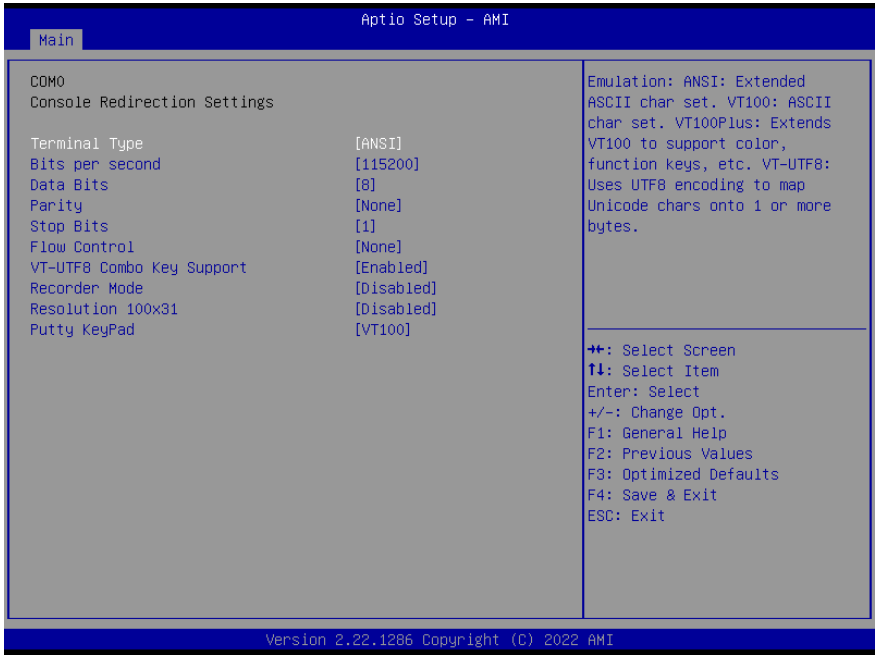 Aptio Setup – AMI
Main
COM0
Console Redirection Settings
Terminal Type [ANSI]
Bits per second [115200]
Data Bits [8]
Parity [None]
Stop Bits [1]
Flow Control [None]
VT-UTF8 Combo Key Support [Enabled]
Recorder Mode [Disabled]
Resolution 100x31 [Disabled]
Putty KeyPad [VT100]
Emulation: ANSI: Extended
ASCII char set. VT100: ASCII
char set. VT100Plus: Extends
VT100 to support color,
function keys, etc. VT-UTF8:
Uses UTF8 encoding to map
Unicode chars onto 1 or more
bytes.
→←: Select Screen
↑↓: Select Item
Enter: Select
+/-: Change Opt.
F1: General Help
F2: Previous Values
F3: Optimized Defaults
F4: Save & Exit
ESC: Exit
Version 2.22.1286 Copyright (C) 2022 AMI